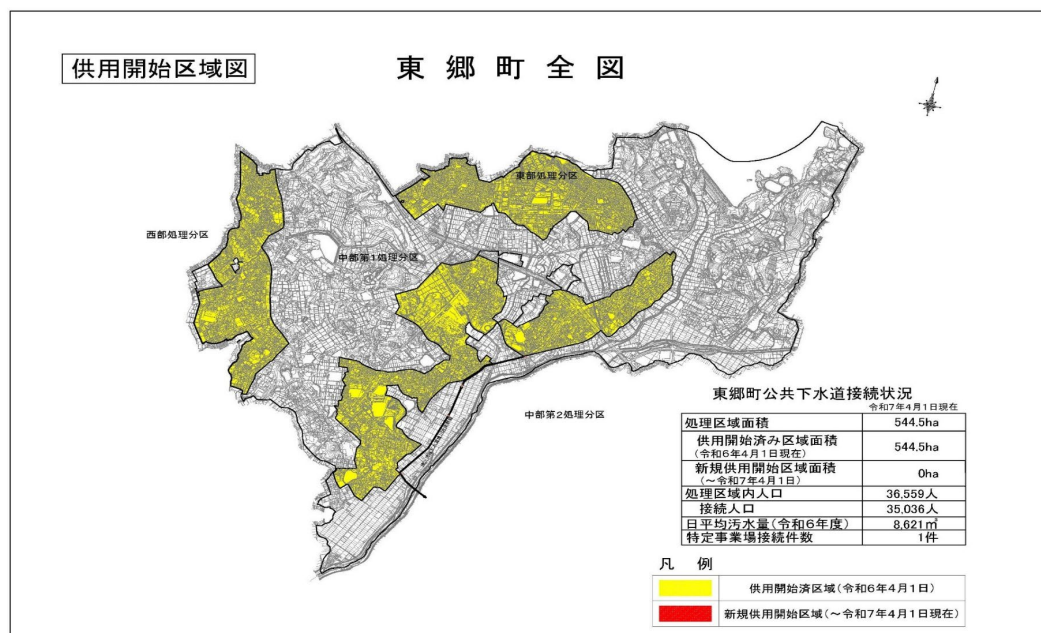 供用開始区域図
東郷町全図
東部処理分区
西部処理分区
中部第1処理分区
中部第2処理分区
東郷町公共下水道接続状況
令和7年4月1日現在
処理区域面積 544.5ha
供用開始済み区域面積 544.5ha
(令和6年4月1日現在)
新規供用開始区域面積 0ha
(~令和7年4月1日)
処理区域内人口 36,559人
接続人口 35,036人
日平均汚水量(令和6年度) 8,621㎥
特定事業場接続件数 1件
凡 例
供用開始済区域(令和6年4月1日)
新規供用開始区域(~令和7年4月1日現在)